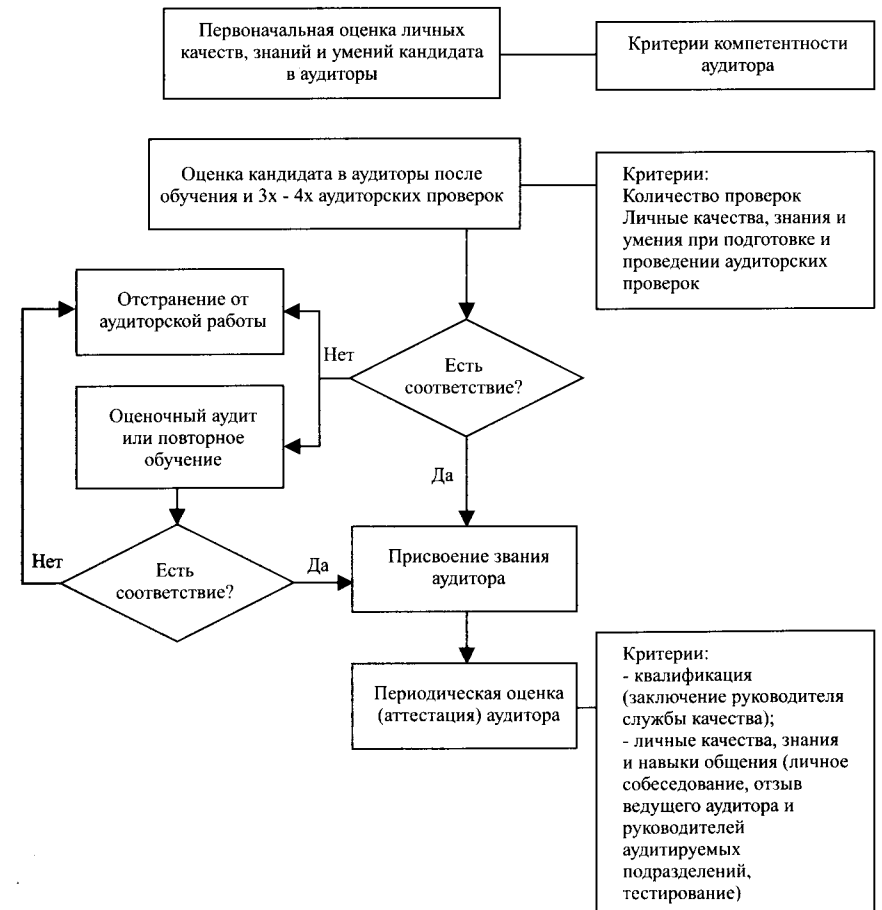 Первоначальная оценка личных
качеств, знаний и умений кандидата
в аудиторы
Критерии компетентности
аудитора
Оценка кандидата в аудиторы после
обучения и 3х - 4х аудиторских проверок
Критерии:
Количество проверок
Личные качества, знания и
умения при подготовке и
проведении аудиторских
проверок
Отстранение от
аудиторской работы
Нет
Есть
соответствие?
Оценочный аудит
или повторное
обучение
Да
Нет
Есть
соответствие?
Да
Присвоение звания
аудитора
Периодическая оценка
(аттестация) аудитора
Критерии:
- квалификация
(заключение руководителя
службы качества);
- личные качества, знания
и навыки общения (личное
собеседование, отзыв
ведущего аудитора и
руководителей
аудитируемых
подразделений,
тестирование)